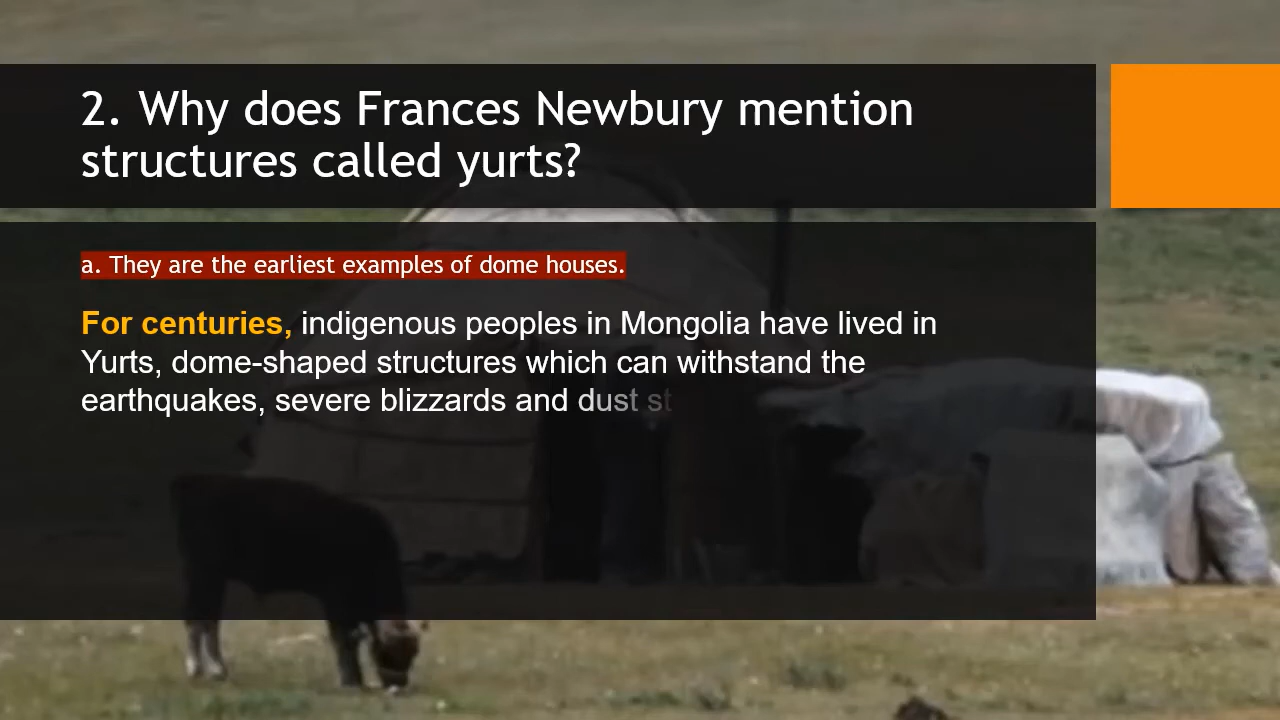 2. Why does Frances Newbury mention
structures called yurts?
a. They are the earliest examples of dome houses.
For centuries, indigenous peoples in Mongolia have lived in
Yurts, dome-shaped structures which can withstand the
earthquakes, severe blizzards and dust st